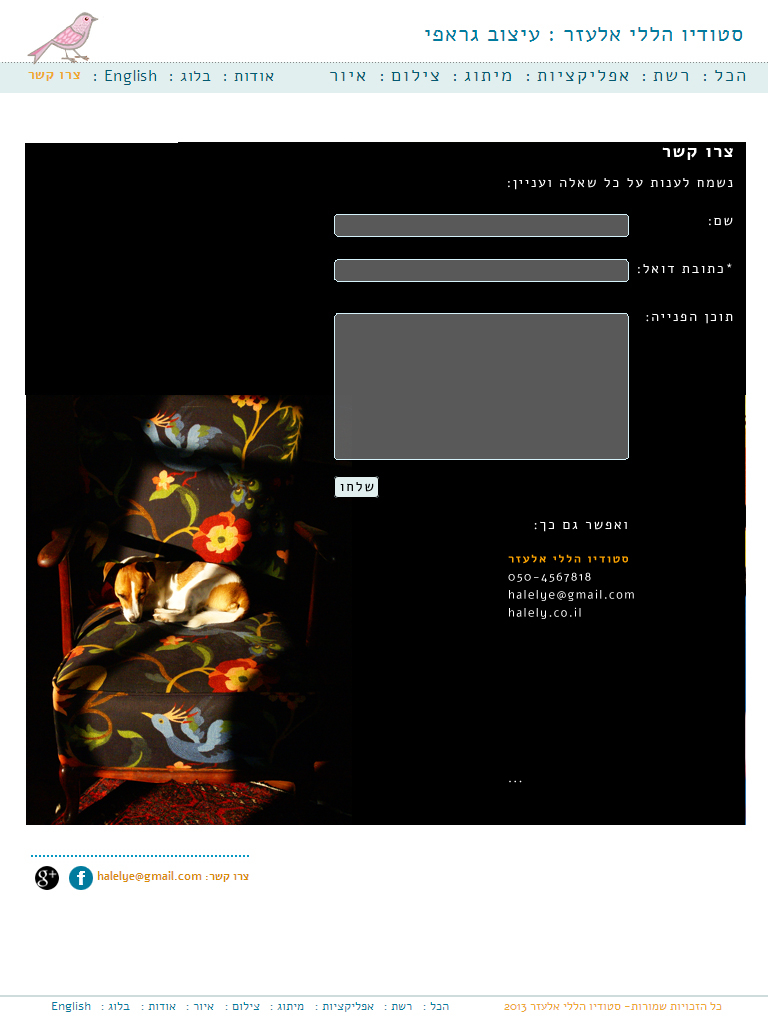 סטודיו הללי אלעזר : עיצוב גראפי
הכל : רשת : אפליקציות : מיתוג : צילום : איור אודות : בלוג : English : צרו קשר
צרו קשר
נשמח לענות על כל שאלה ועניין:
שם:
*כתובת דואל:
תוכן הפנייה:
שלחו
ואפשר גם כך:
סטודיו הללי אלעזר
050-4567818
halelye@gmail.com
halely.co.il
...
צרו קשר: halelye@gmail.com f g+
כל הזכויות שמורות- סטודיו הללי אלעזר 2013 הכל : רשת : אפליקציות : מיתוג : צילום : איור : אודות : בלוג : English